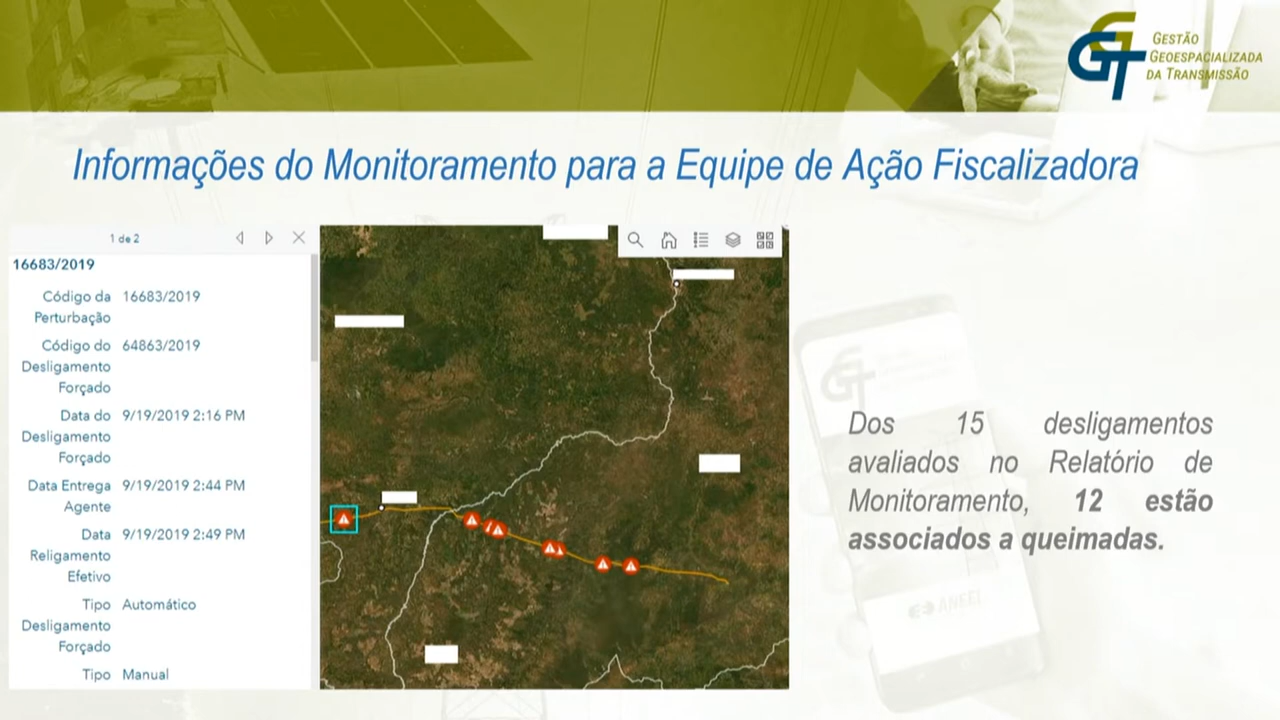 GT
GESTÃO
GEOESPACIALIZADA
DA TRANSMISSÃO
Informações do Monitoramento para a Equipe de Ação Fiscalizadora
1 de 2
16683/2019
Código da Perturbação 16683/2019
Código do Desligamento Forçado 64863/2019
Data do Desligamento Forçado 9/19/2019 2:16 PM
Data Entrega Agente 9/19/2019 2:44 PM
Data Religamento Efetivo 9/19/2019 2:49 PM
Tipo Desligamento Forçado Automático
Tipo Manual
Dos 15 desligamentos
avaliados no Relatório de
Monitoramento, 12 estão
associados a queimadas.
ANEEL